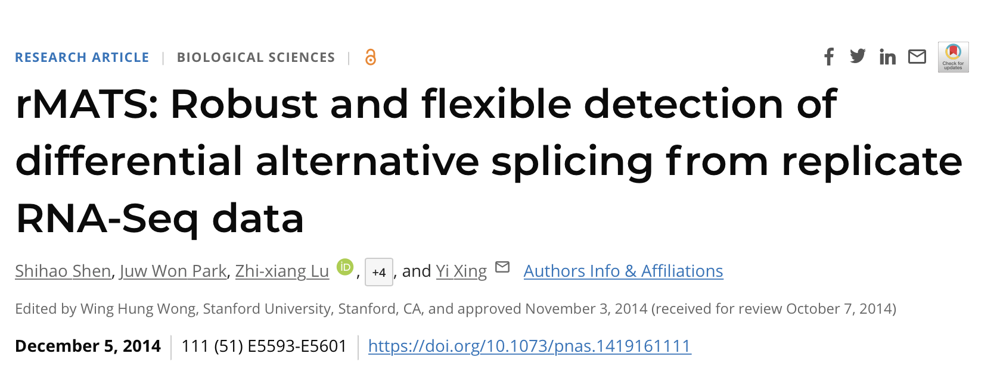 RESEARCH ARTICLE | BIOLOGICAL SCIENCES |
Check for
updates
rMATS: Robust and flexible detection of
differential alternative splicing from replicate
RNA-Seq data
Shihao Shen, Juw Won Park, Zhi-xiang Lu iD , +4 , and Yi Xing Authors Info & Affiliations
Edited by Wing Hung Wong, Stanford University, Stanford, CA, and approved November 3, 2014 (received for review October 7, 2014)
December 5, 2014 | 111 (51) E5593-E5601 | https://doi.org/10.1073/pnas.1419161111